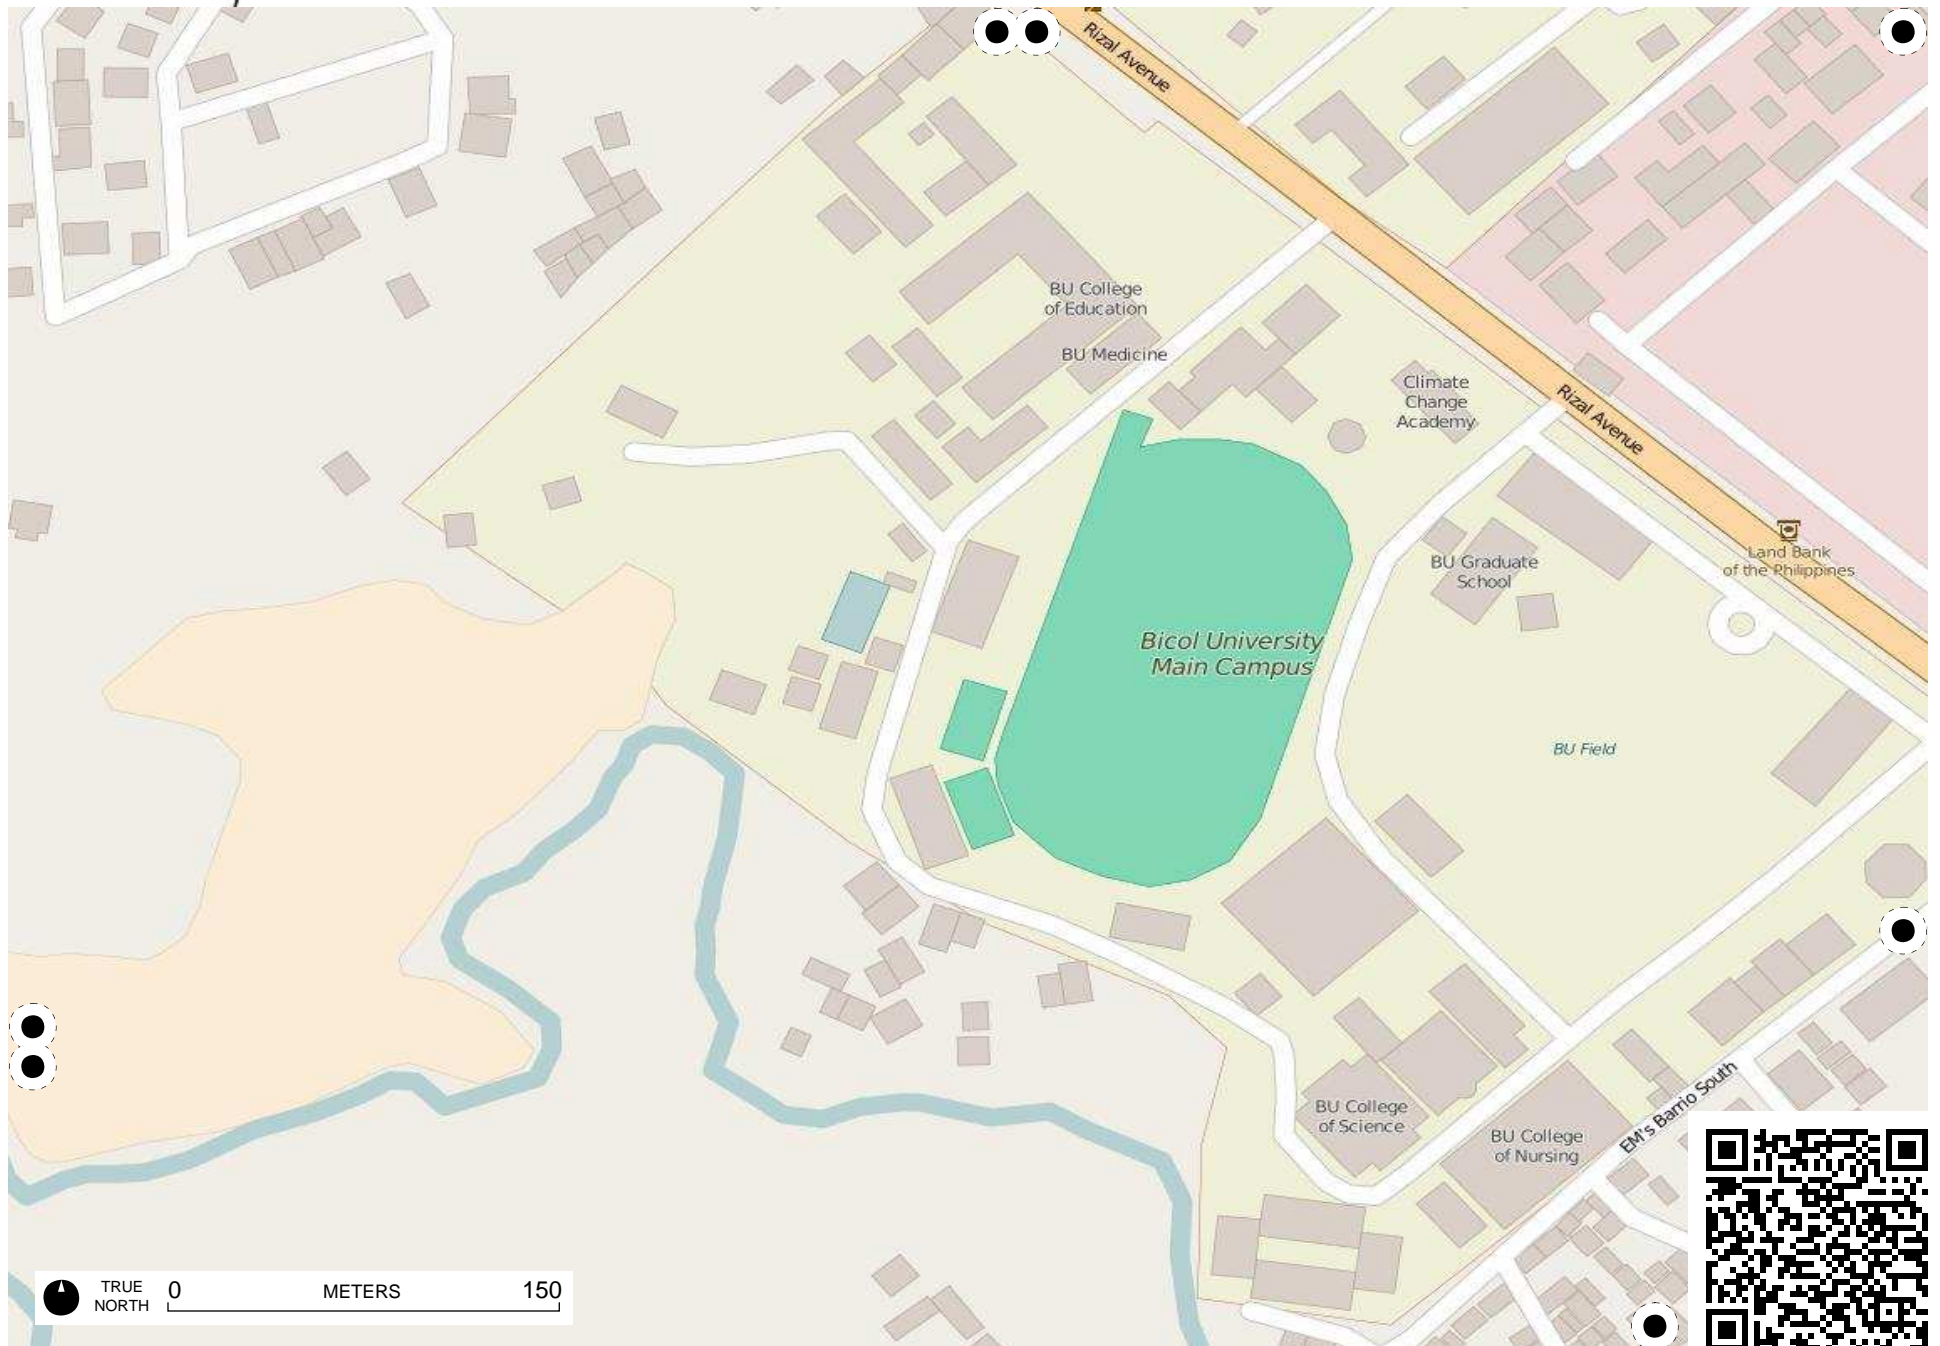 Rizal Avenue
BU College
of Education
BU Medicine
Climate
Change
Academy
Rizal Avenue
BU Graduate
School
Land Bank
of the Philippines
Bicol University
Main Campus
BU Field
BU College
of Science
BU College
of Nursing
EM's Barrio South
TRUE
NORTH
0
METERS
150